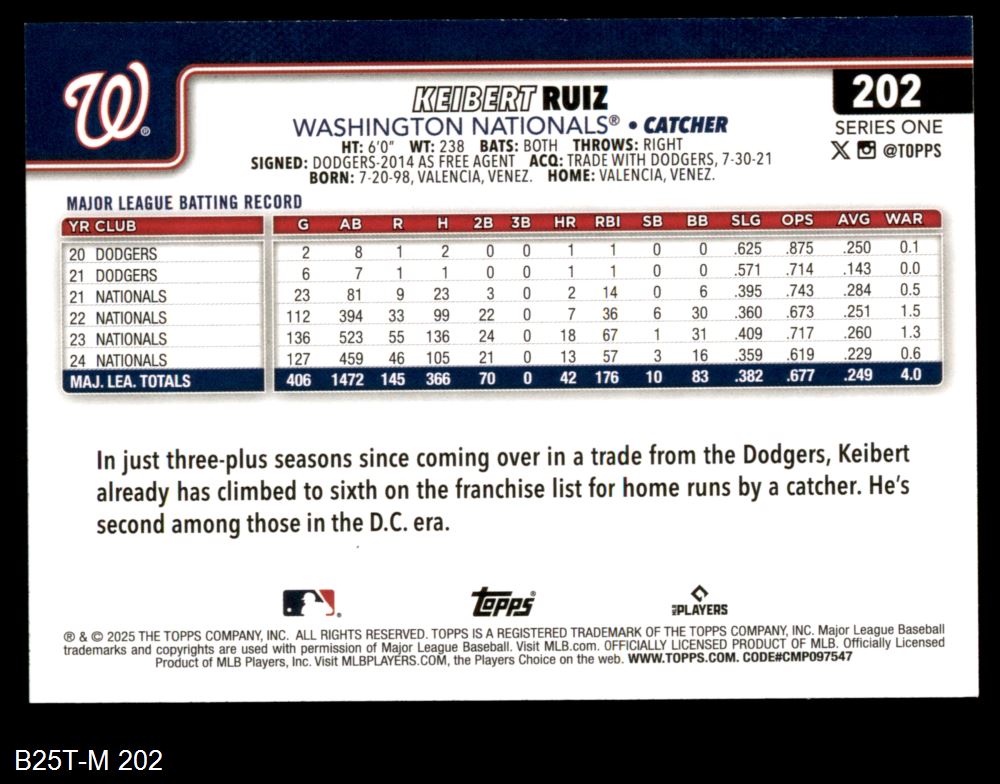 W®
KEIBERT RUIZ
202
WASHINGTON NATIONALS® • CATCHER
SERIES ONE
HT: 6'0" WT: 238 BATS: BOTH THROWS: RIGHT
@TOPPS
SIGNED: DODGERS-2014 AS FREE AGENT ACQ: TRADE WITH DODGERS, 7-30-21
BORN: 7-20-98, VALENCIA, VENEZ. HOME: VALENCIA, VENEZ.
MAJOR LEAGUE BATTING RECORD
YR CLUB G AB R H 2B 3B HR RBI SB BB SLG OPS AVG WAR
20 DODGERS 2 8 1 2 0 0 1 1 0 0 .625 .875 .250 0.1
21 DODGERS 6 7 1 1 0 0 1 1 0 0 .571 .714 .143 0.0
21 NATIONALS 23 81 9 23 3 0 2 14 0 6 .395 .743 .284 0.5
22 NATIONALS 112 394 33 99 22 0 7 36 6 30 .360 .673 .251 1.5
23 NATIONALS 136 523 55 136 24 0 18 67 1 31 .409 .717 .260 1.3
24 NATIONALS 127 459 46 105 21 0 13 57 3 16 .359 .619 .229 0.6
MAJ. LEA. TOTALS 406 1472 145 366 70 0 42 176 10 83 .382 .677 .249 4.0
In just three-plus seasons since coming over in a trade from the Dodgers, Keibert
already has climbed to sixth on the franchise list for home runs by a catcher. He's
second among those in the D.C. era.
Topps® MLB PLAYERS
® & © 2025 THE TOPPS COMPANY, INC. ALL RIGHTS RESERVED. TOPPS IS A REGISTERED TRADEMARK OF THE TOPPS COMPANY, INC. Major League Baseball
trademarks and copyrights are used with permission of Major League Baseball. Visit MLB.com. OFFICIALLY LICENSED PRODUCT OF MLB. Officially Licensed
Product of MLB Players, Inc. Visit MLBPLAYERS.COM, the Players Choice on the web. WWW.TOPPS.COM. CODE#CMP097547
B25T-M 202